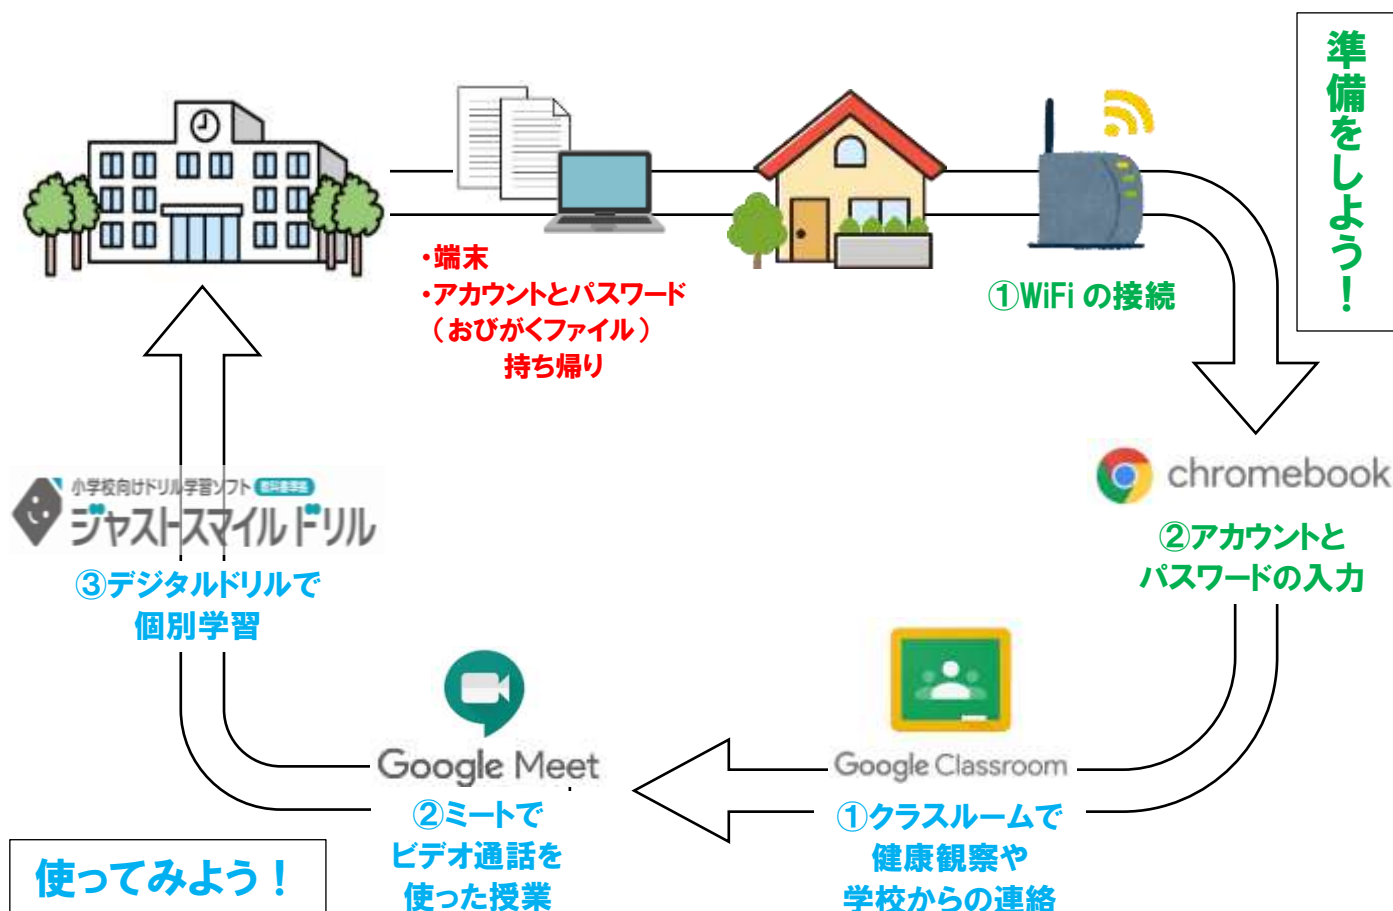 準備をしよう！
・端末
・アカウントとパスワード
（おびがくファイル）
持ち帰り
①WiFi の接続
chromebook
②アカウントと
パスワードの入力
Google Classroom
①クラスルームで
健康観察や
学校からの連絡
Google Meet
②ミートで
ビデオ通話を
使った授業
小学校向けドリル学習ソフト 教科書準拠
ジャストスマイルドリル
③デジタルドリルで
個別学習
使ってみよう！